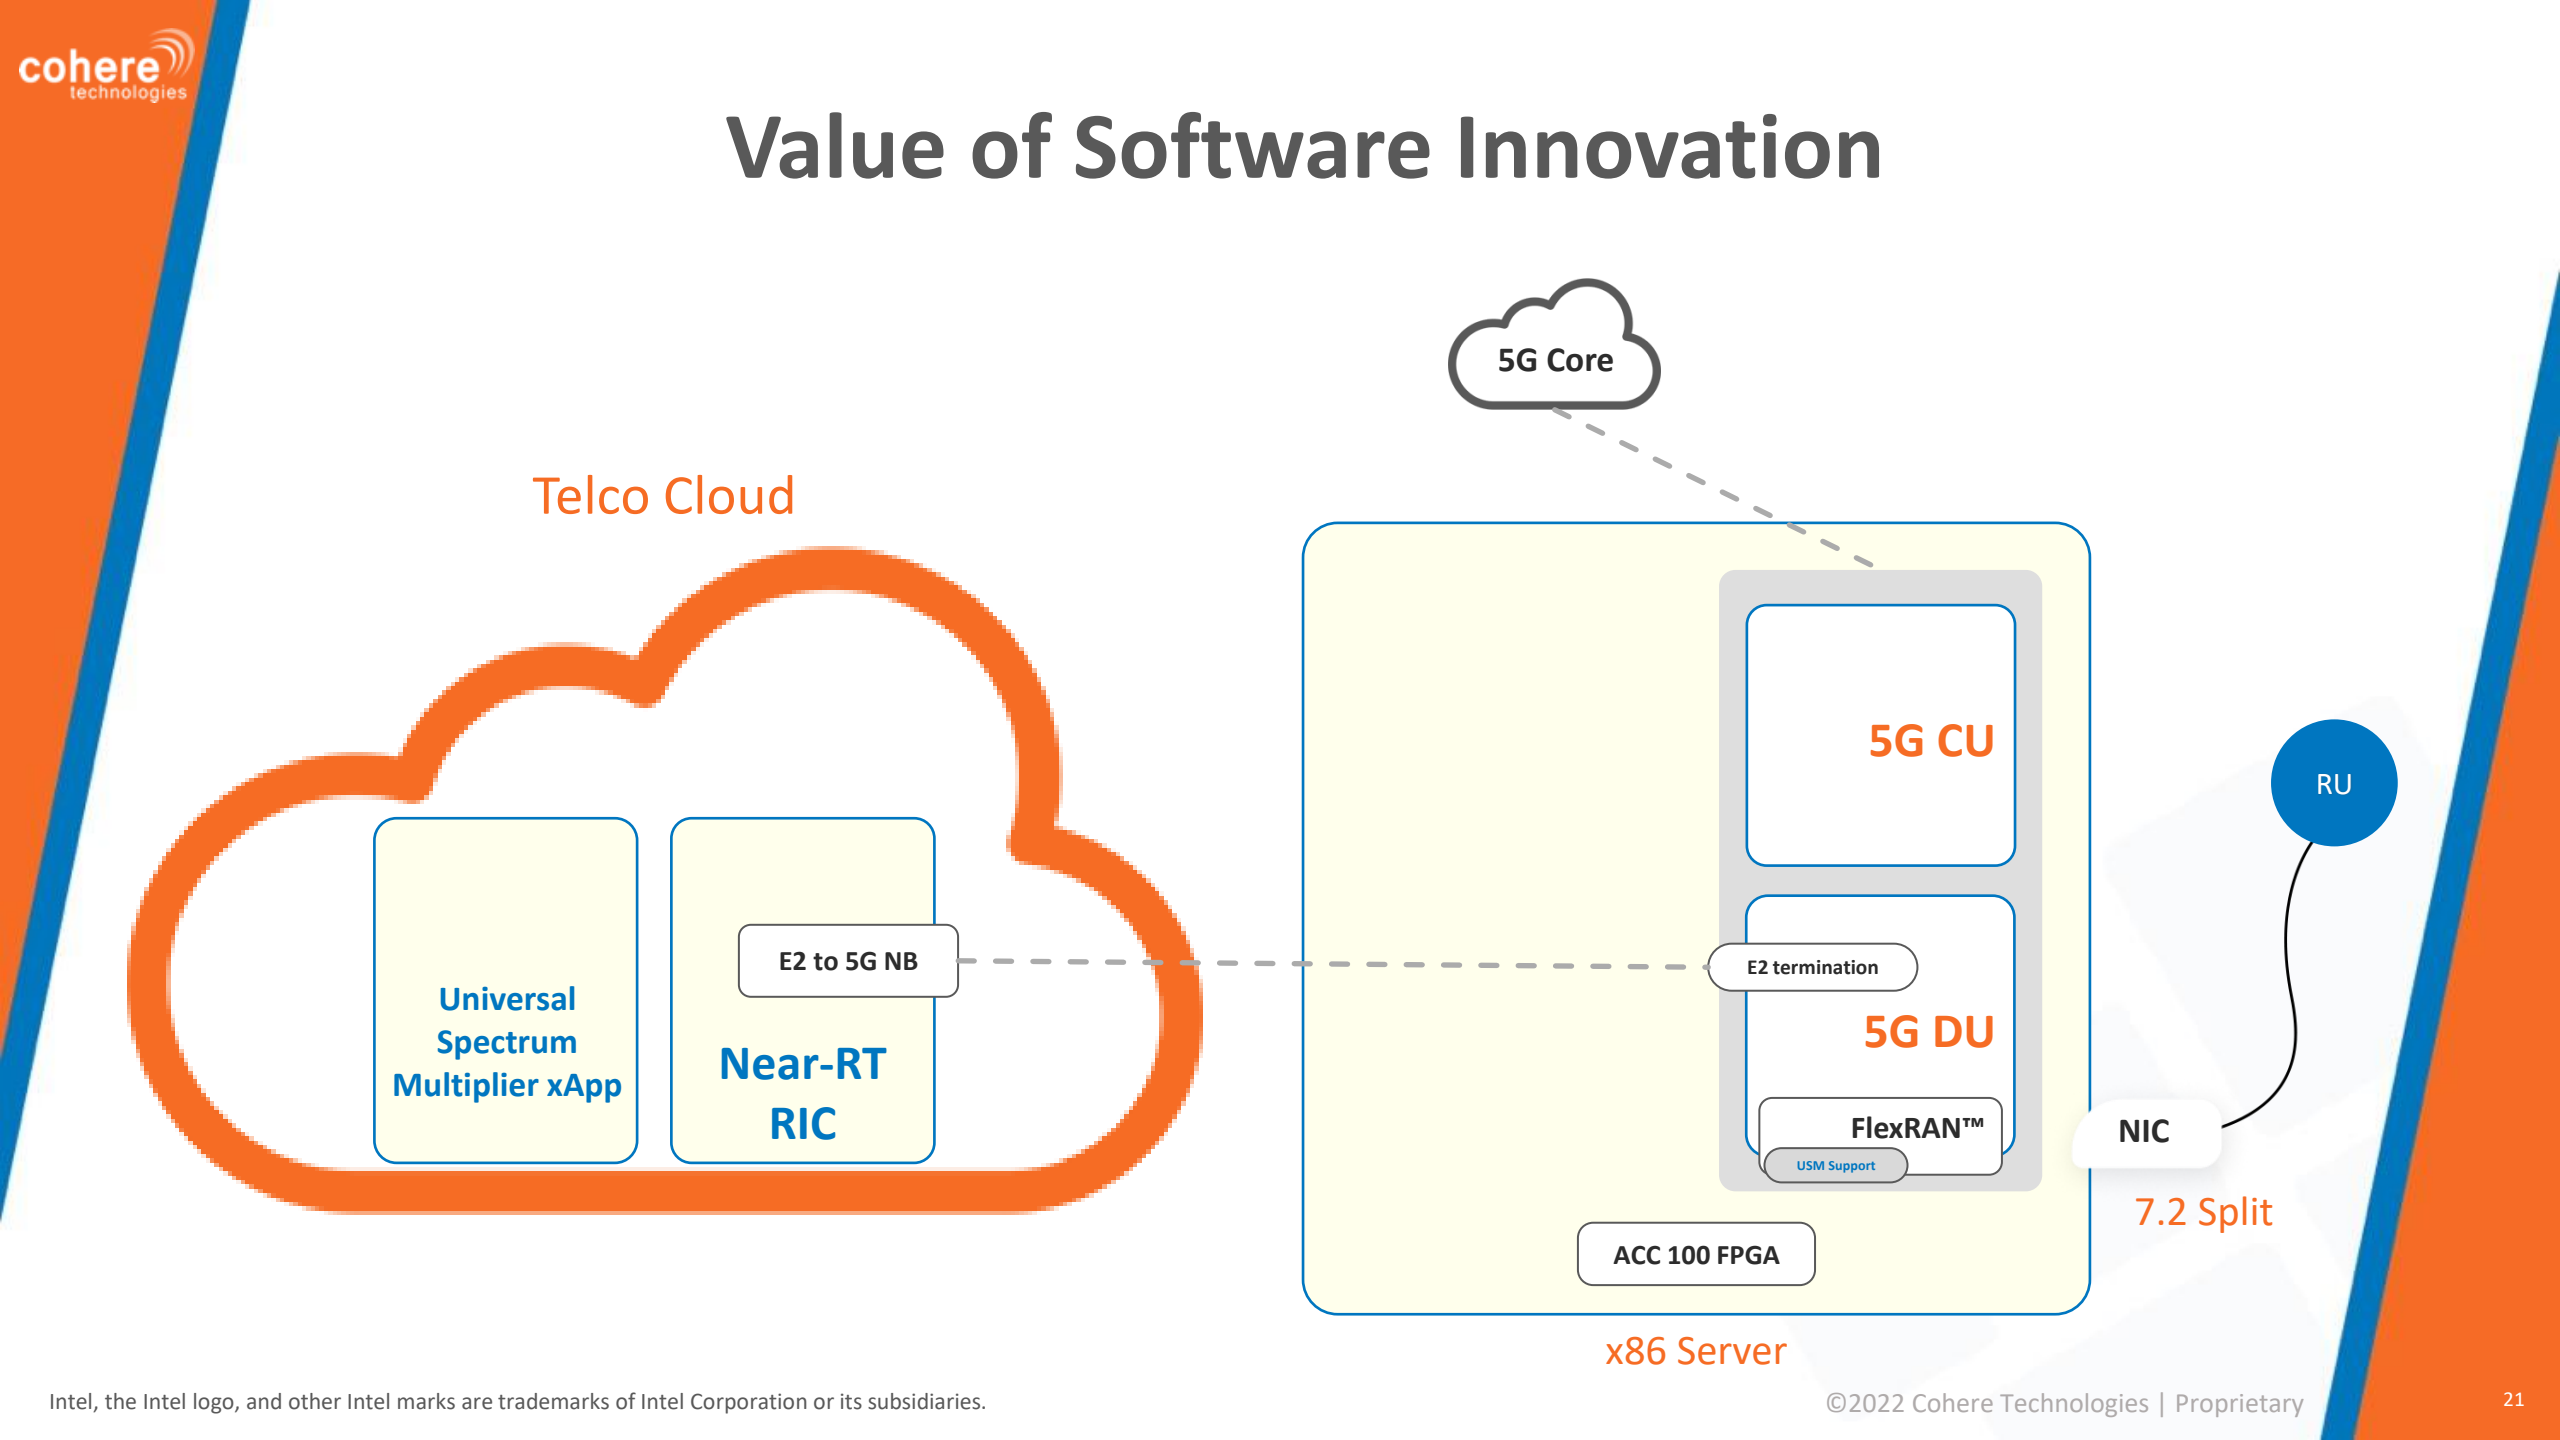 cohere
technologies
Value of Software Innovation
5G Core
Telco Cloud
5G CU
RU
E2 to 5G NB
E2 termination
Universal
Spectrum
Multiplier xApp
Near-RT
RIC
5G DU
FlexRAN™
USM Support
NIC
7.2 Split
ACC 100 FPGA
x86 Server
Intel, the Intel logo, and other Intel marks are trademarks of Intel Corporation or its subsidiaries.
©2022 Cohere Technologies | Proprietary
21